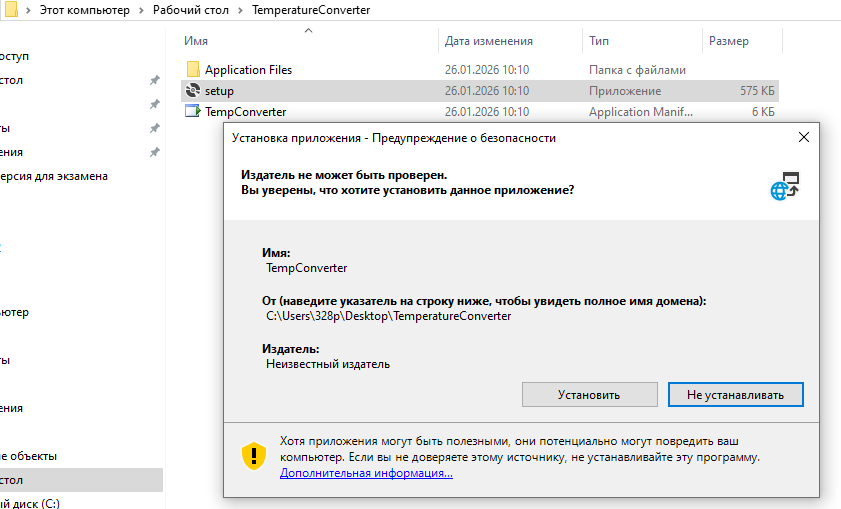 Этот компьютер > Рабочий стол > TemperatureConverter
Имя Дата изменения Тип Размер
Application Files 26.01.2026 10:10 Папка с файлами
setup 26.01.2026 10:10 Приложение 575 КБ
TempConverter 26.01.2026 10:10 Application Manif... 6 КБ
оступ
стол
ты
ения
ерсия для экзамена
ьютер
ты
ения
ые объекты
стол
ый диск (C:)
Установка приложения - Предупреждение о безопасности
Издатель не может быть проверен.
Вы уверены, что хотите установить данное приложение?
Имя:
TempConverter
От (наведите указатель на строку ниже, чтобы увидеть полное имя домена):
C:\Users\328p\Desktop\TemperatureConverter
Издатель:
Неизвестный издатель
Установить Не устанавливать
Хотя приложения могут быть полезными, они потенциально могут повредить ваш
компьютер. Если вы не доверяете этому источнику, не устанавливайте эту программу.
Дополнительная информация...